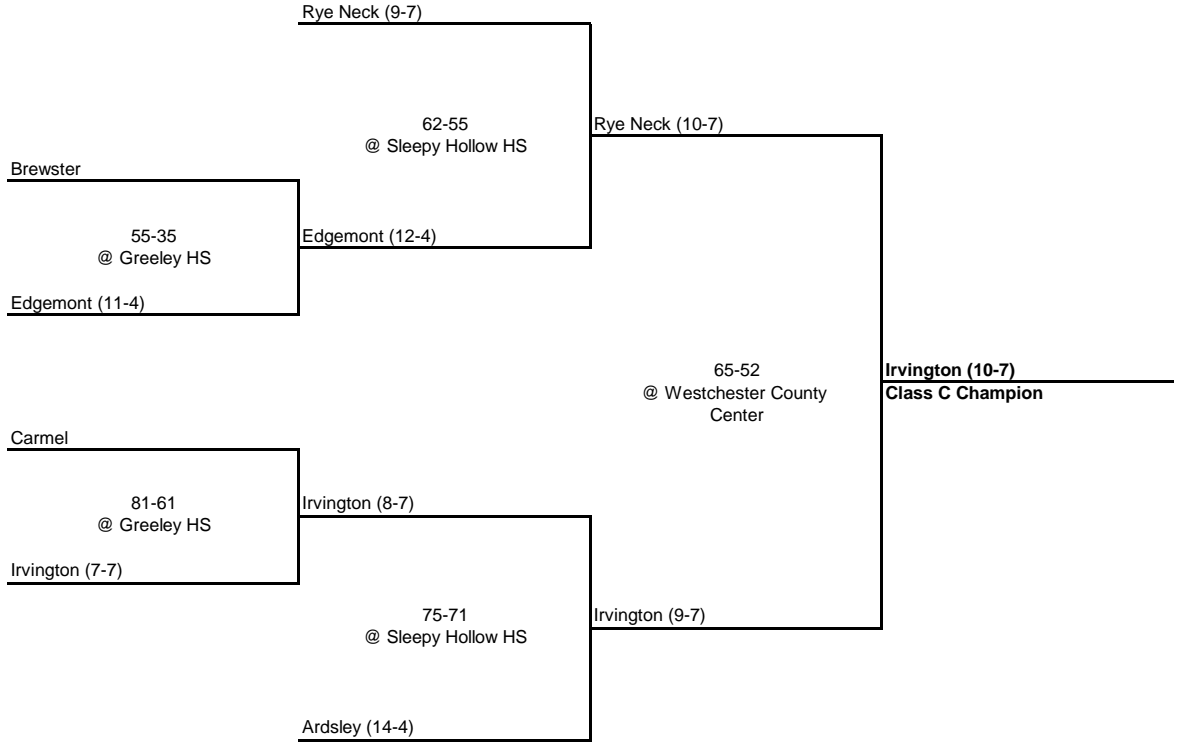 Rye Neck (9-7)
62-55
@ Sleepy Hollow HS
Rye Neck (10-7)
Brewster
55-35
@ Greeley HS
Edgemont (12-4)
Edgemont (11-4)
65-52
@ Westchester County
Center
Irvington (10-7)
Class C Champion
Carmel
81-61
@ Greeley HS
Irvington (8-7)
Irvington (7-7)
75-71
@ Sleepy Hollow HS
Irvington (9-7)
Ardsley (14-4)